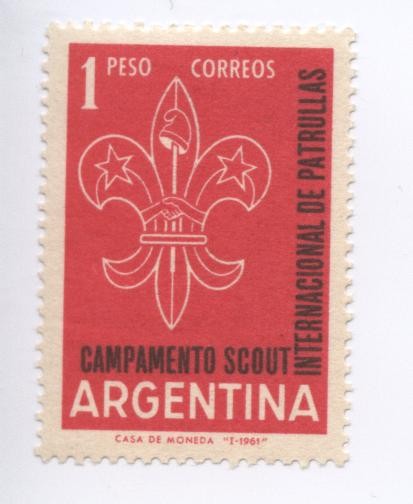 1 PESO CORREOS
CAMPAMENTO SCOUT
INTERNACIONAL DE PATRULLAS
ARGENTINA
CASA DE MONEDA "I-1961"